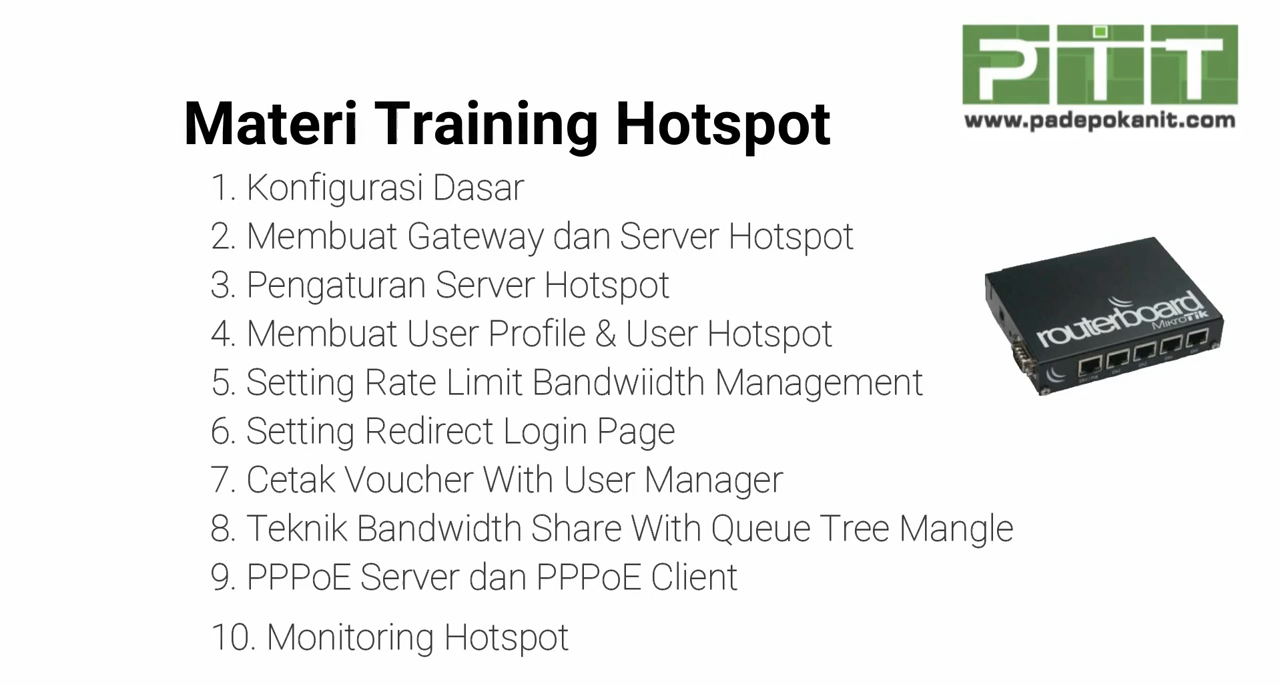 PIT
www.padepokanit.com
Materi Training Hotspot
1. Konfigurasi Dasar
2. Membuat Gateway dan Server Hotspot
3. Pengaturan Server Hotspot
4. Membuat User Profile & User Hotspot
5. Setting Rate Limit Bandwiidth Management
6. Setting Redirect Login Page
7. Cetak Voucher With User Manager
8. Teknik Bandwidth Share With Queue Tree Mangle
9. PPPoE Server dan PPPoE Client
10. Monitoring Hotspot
routerboard
MikroTik